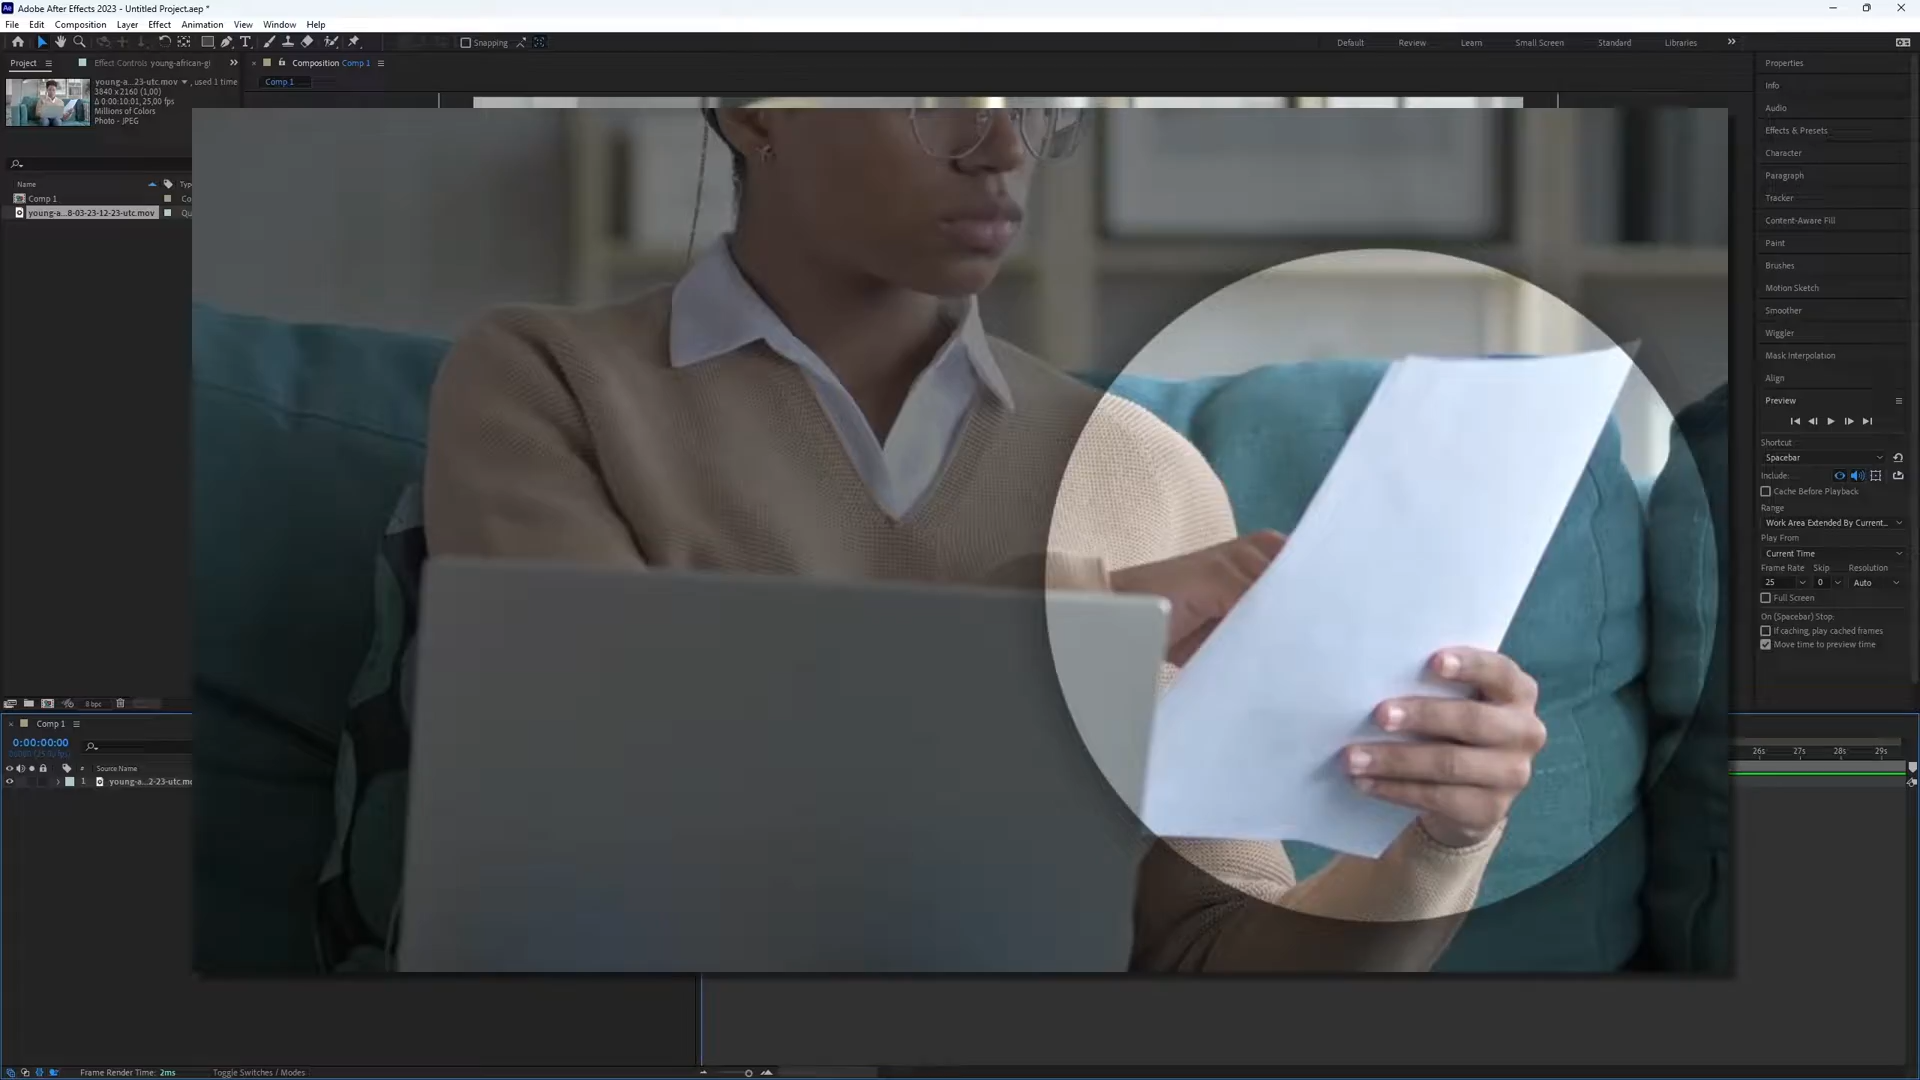 Adobe After Effects 2023 - Untitled Project.aep *
File Edit Composition Layer Effect Animation View Window Help
Snapping
Default Review Learn Small Screen Standard Libraries
Project
Effect Controls young-african-gi
Composition Comp 1
Comp 1
young-a...23-utc.mov , used 1 time
3840 x 2160 (1,00)
Δ 0:00:10:01, 25,00 fps
Millions of Colors
Photo - JPEG
Name
Comp 1
Co
young-a...8-03-23-12-23-utc.mov
Qu
8 bpc
Properties
Info
Audio
Effects & Presets
Character
Paragraph
Tracker
Content-Aware Fill
Paint
Brushes
Motion Sketch
Smoother
Wiggler
Mask Interpolation
Align
Preview
Shortcut
Spacebar
Include:
Cache Before Playback
Range
Work Area Extended By Current...
Play From
Current Time
Frame Rate Skip Resolution
25 0 Auto
Full Screen
On (Spacebar) Stop:
If caching, play cached frames
Move time to preview time
Comp 1
0:00:00:00
# Source Name
1 young-a...2-23-utc.mo
26s 27s 28s 29s
Frame Render Time: 2ms
Toggle Switches / Modes